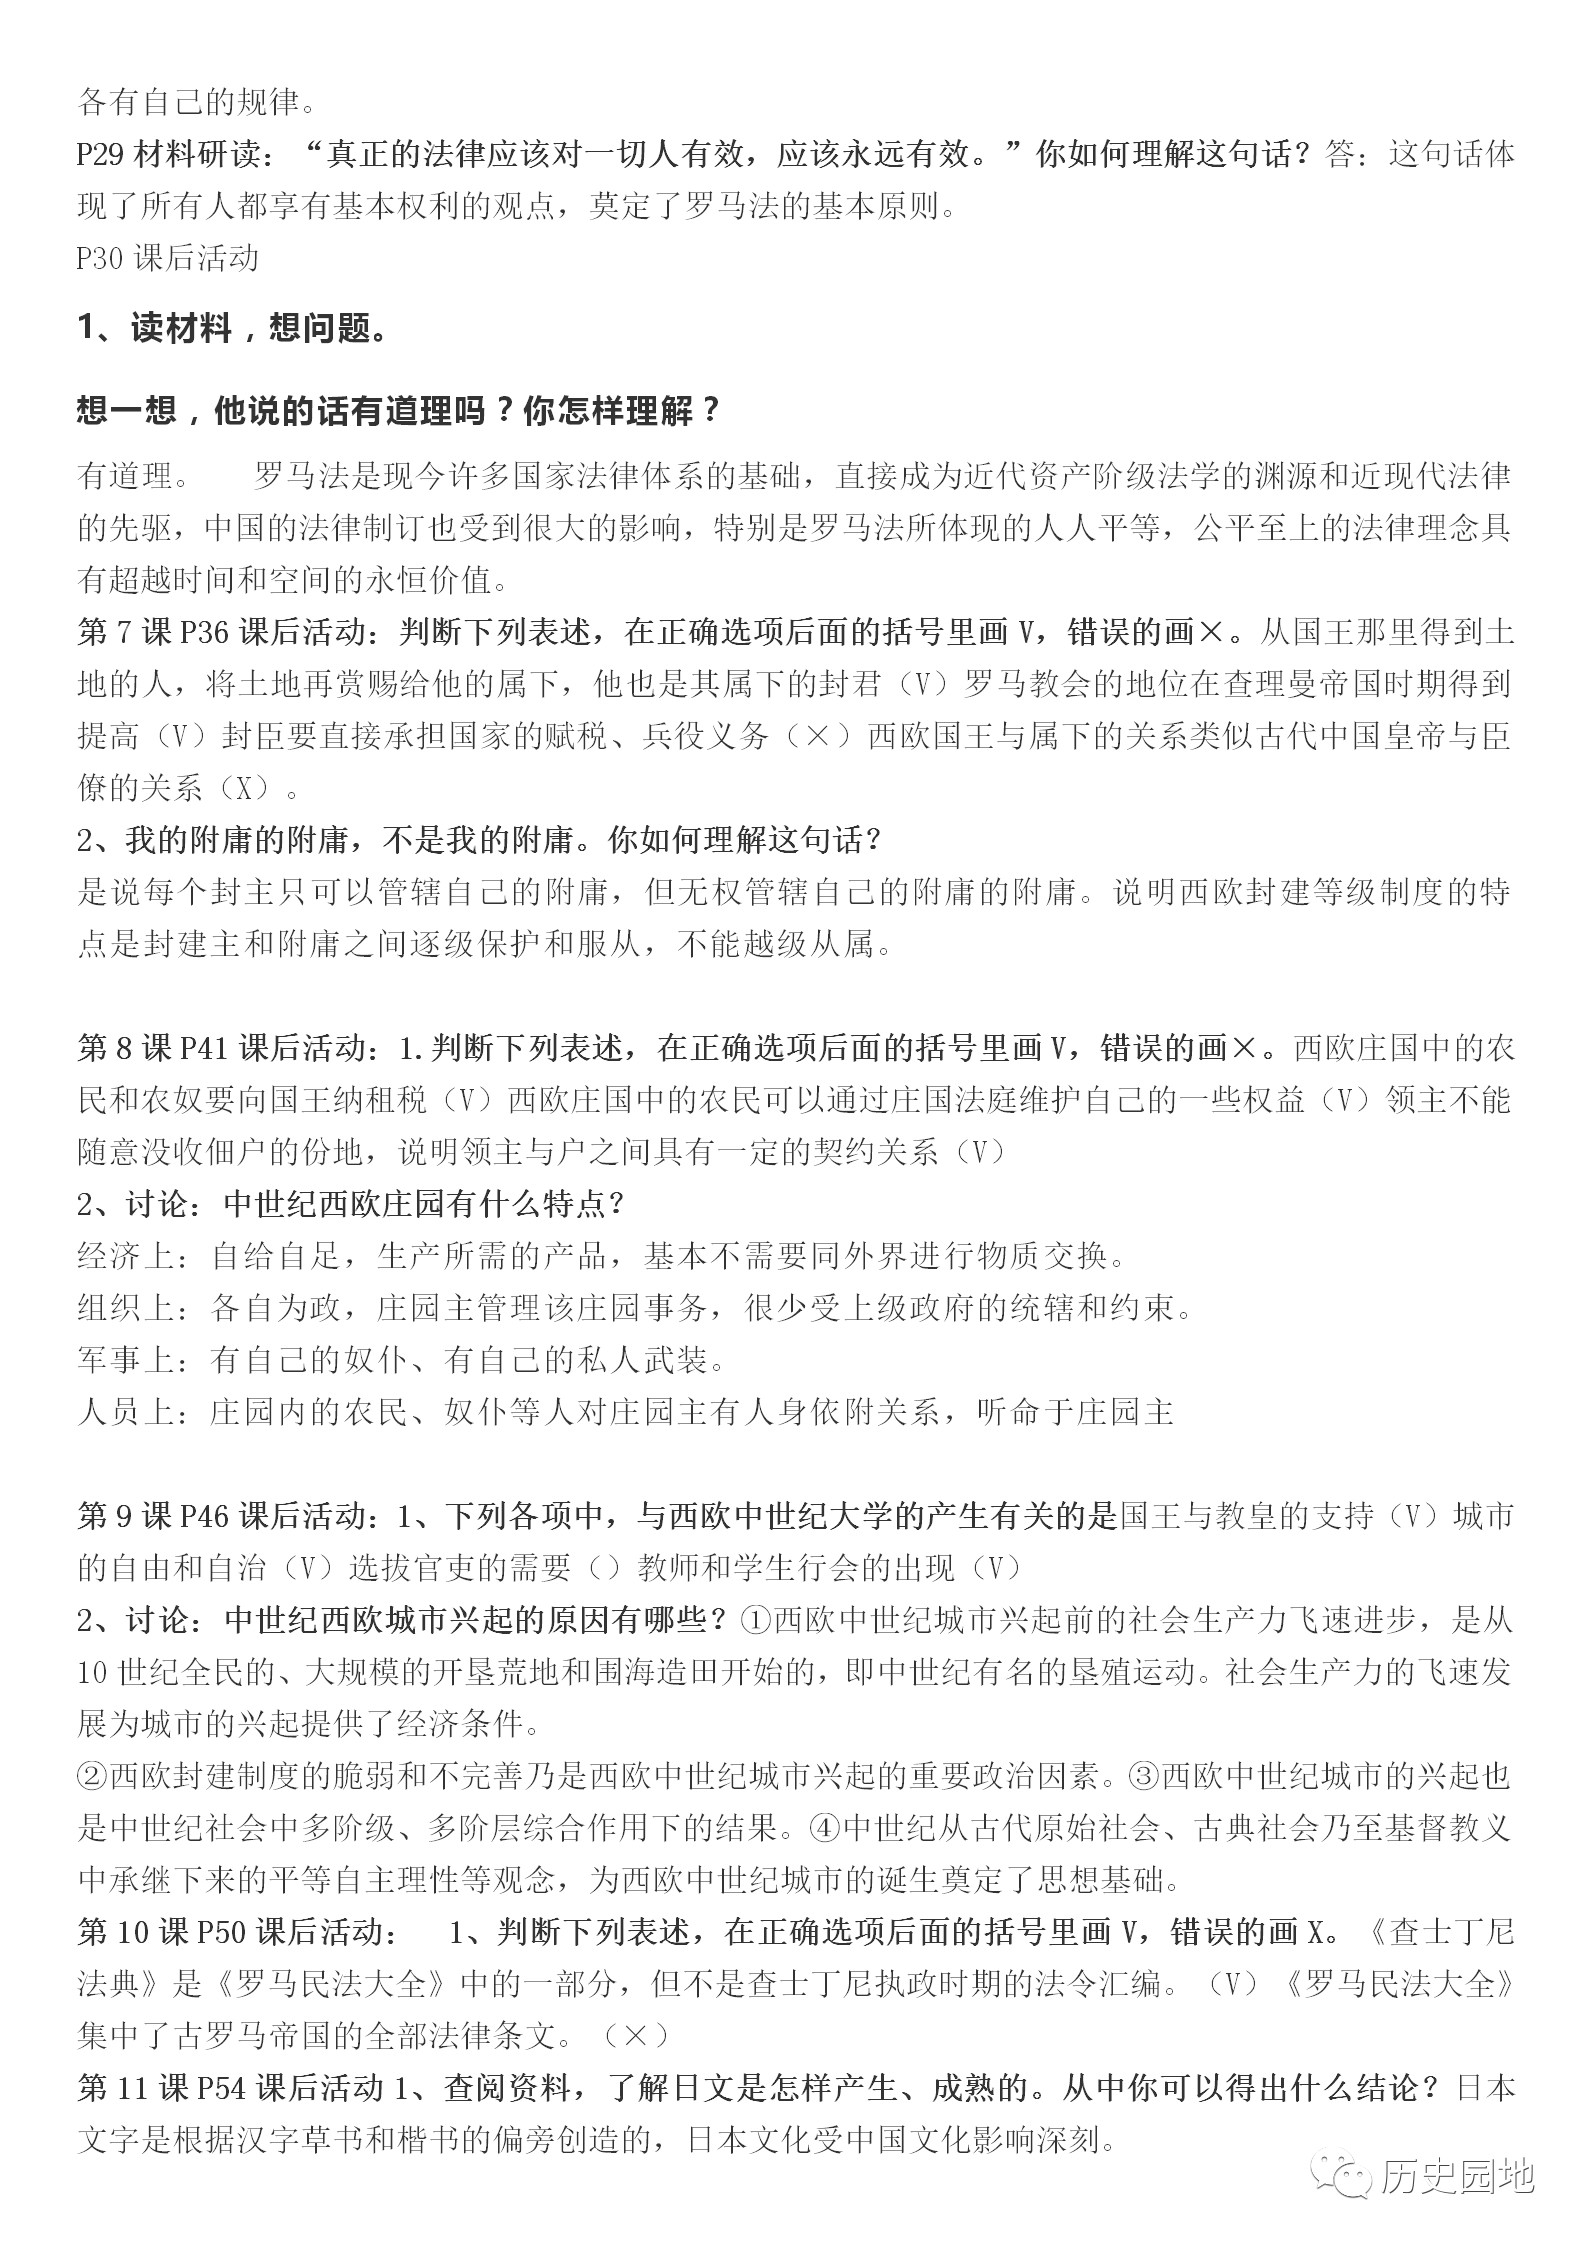 各有自己的规律。
P29 材料研读：“真正的法律应该对一切人有效，应该永远有效。”你如何理解这句话？答：这句话体
现了所有人都享有基本权利的观点，莫定了罗马法的基本原则。
P30 课后活动
1、读材料，想问题。
想一想，他说的话有道理吗？你怎样理解？
有道理。　　罗马法是现今许多国家法律体系的基础，直接成为近代资产阶级法学的渊源和近现代法律
的先驱，中国的法律制订也受到很大的影响，特别是罗马法所体现的人人平等，公平至上的法律理念具
有超越时间和空间的永恒价值。
第 7 课 P36 课后活动：判断下列表述，在正确选项后面的括号里画 V，错误的画×。从国王那里得到土
地的人，将土地再赏赐给他的属下，他也是其属下的封君（V）罗马教会的地位在查理曼帝国时期得到
提高（V）封臣要直接承担国家的赋税、兵役义务（×）西欧国王与属下的关系类似古代中国皇帝与臣
僚的关系（X）。
2、我的附庸的附庸，不是我的附庸。你如何理解这句话？
是说每个封主只可以管辖自己的附庸，但无权管辖自己的附庸的附庸。说明西欧封建等级制度的特
点是封建主和附庸之间逐级保护和服从，不能越级从属。
第 8 课 P41 课后活动：1.判断下列表述，在正确选项后面的括号里画 V，错误的画×。西欧庄国中的农
民和农奴要向国王纳租税（V）西欧庄国中的农民可以通过庄国法庭维护自己的一些权益（V）领主不能
随意没收佃户的份地，说明领主与户之间具有一定的契约关系（V）
2、讨论：中世纪西欧庄园有什么特点？
经济上：自给自足，生产所需的产品，基本不需要同外界进行物质交换。
组织上：各自为政，庄园主管理该庄园事务，很少受上级政府的统辖和约束。
军事上：有自己的奴仆、有自己的私人武装。
人员上：庄园内的农民、奴仆等人对庄园主有人身依附关系，听命于庄园主
第 9 课 P46 课后活动：1、下列各项中，与西欧中世纪大学的产生有关的是国王与教皇的支持（V）城市
的自由和自治（V）选拔官吏的需要（）教师和学生行会的出现（V）
2、讨论：中世纪西欧城市兴起的原因有哪些？①西欧中世纪城市兴起前的社会生产力飞速进步，是从
10 世纪全民的、大规模的开垦荒地和围海造田开始的，即中世纪有名的垦殖运动。社会生产力的飞速发
展为城市的兴起提供了经济条件。
②西欧封建制度的脆弱和不完善乃是西欧中世纪城市兴起的重要政治因素。③西欧中世纪城市的兴起也
是中世纪社会中多阶级、多阶层综合作用下的结果。④中世纪从古代原始社会、古典社会乃至基督教义
中承继下来的平等自主理性等观念，为西欧中世纪城市的诞生奠定了思想基础。
第 10 课 P50 课后活动：　1、判断下列表述，在正确选项后面的括号里画 V，错误的画 X。《查士丁尼
法典》是《罗马民法大全》中的一部分，但不是查士丁尼执政时期的法令汇编。（V）《罗马民法大全》
集中了古罗马帝国的全部法律条文。（×）
第 11 课 P54 课后活动 1、查阅资料，了解日文是怎样产生、成熟的。从中你可以得出什么结论？日本
文字是根据汉字草书和楷书的偏旁创造的，日本文化受中国文化影响深刻。
历史园地